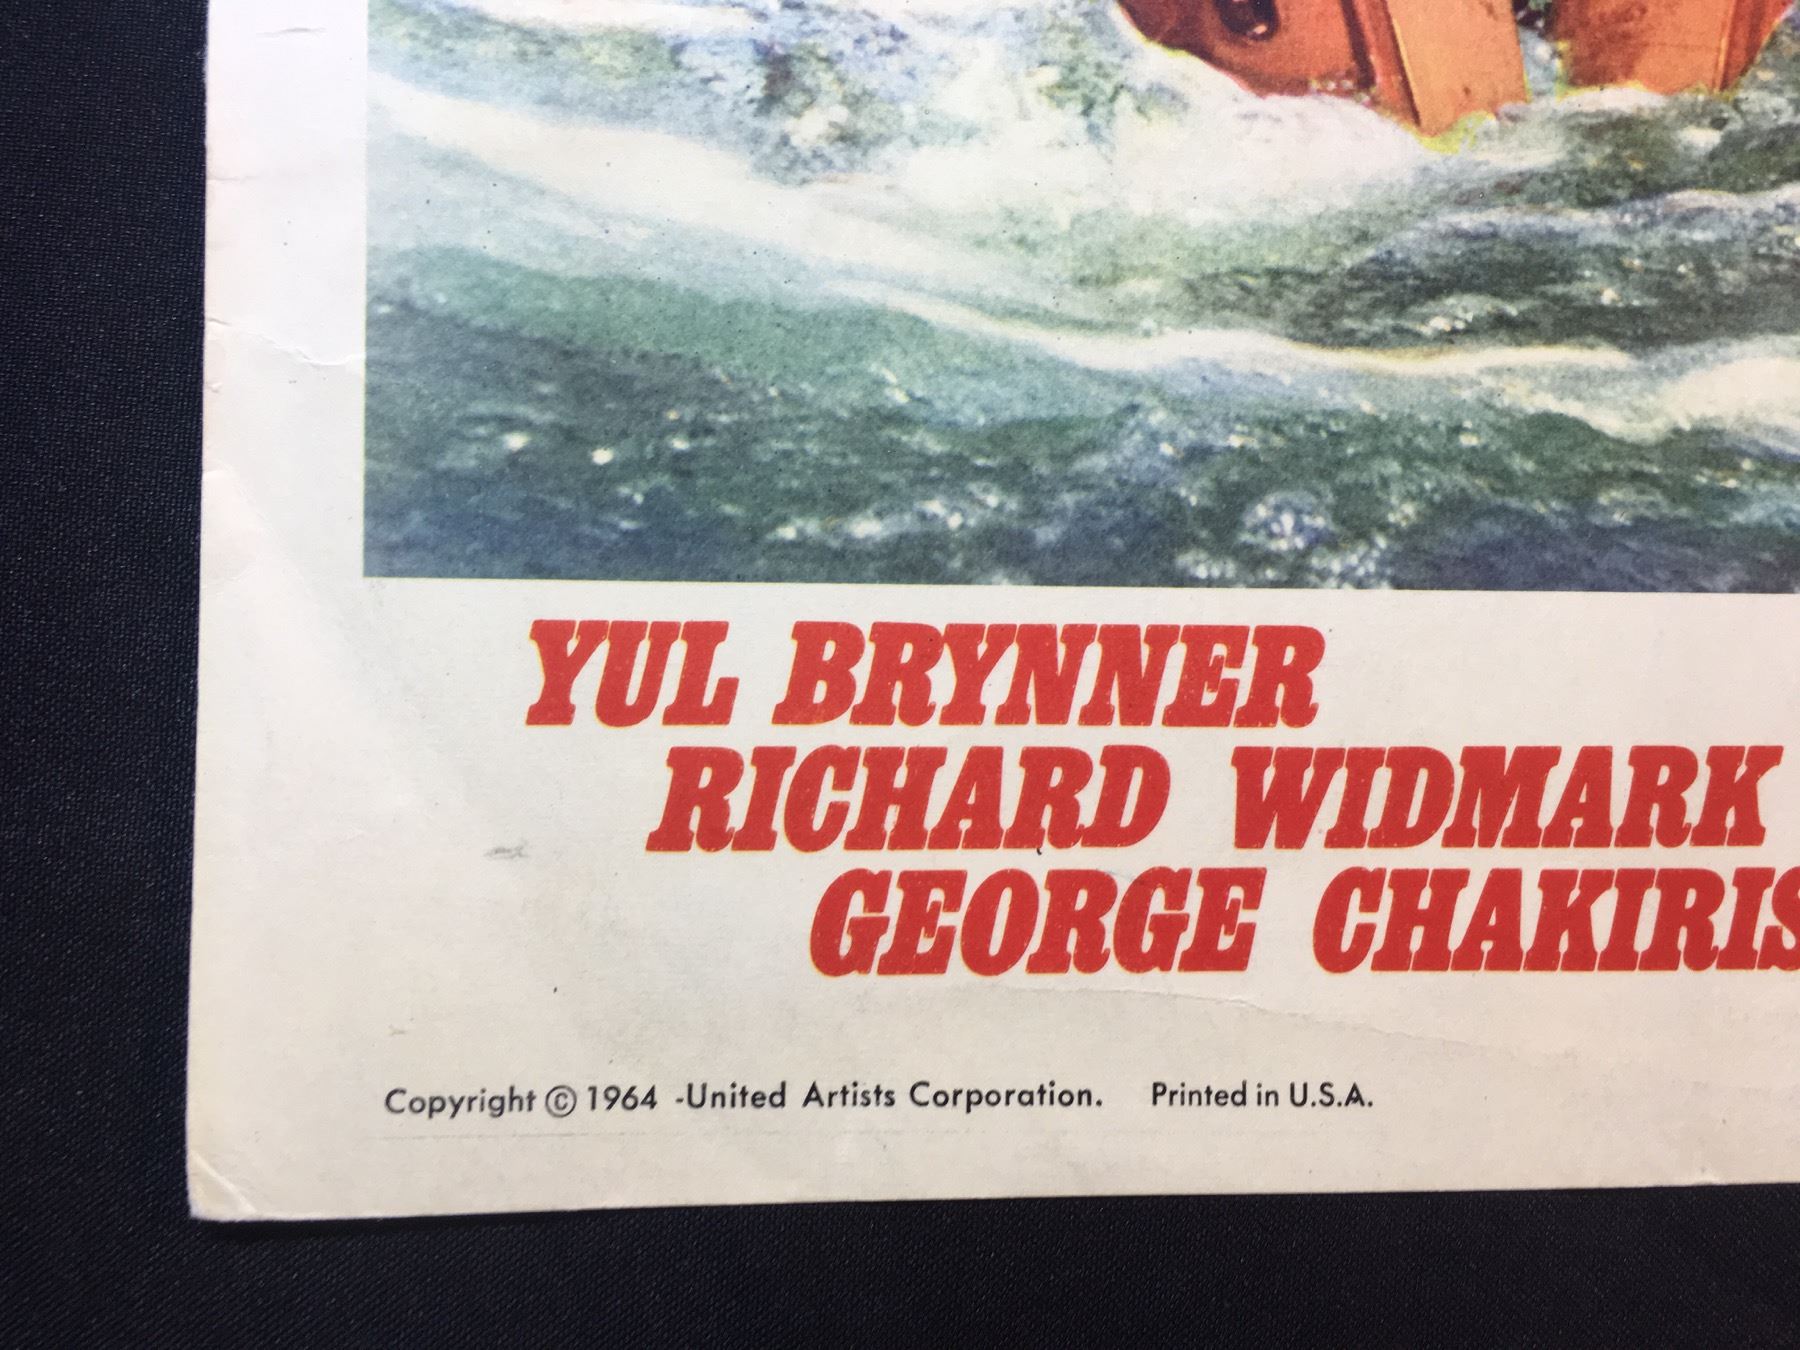 YUL BRYNNER
RICHARD WIDMARK
GEORGE CHAKIRIS
Copyright © 1964 -United Artists Corporation. Printed in U.S.A.